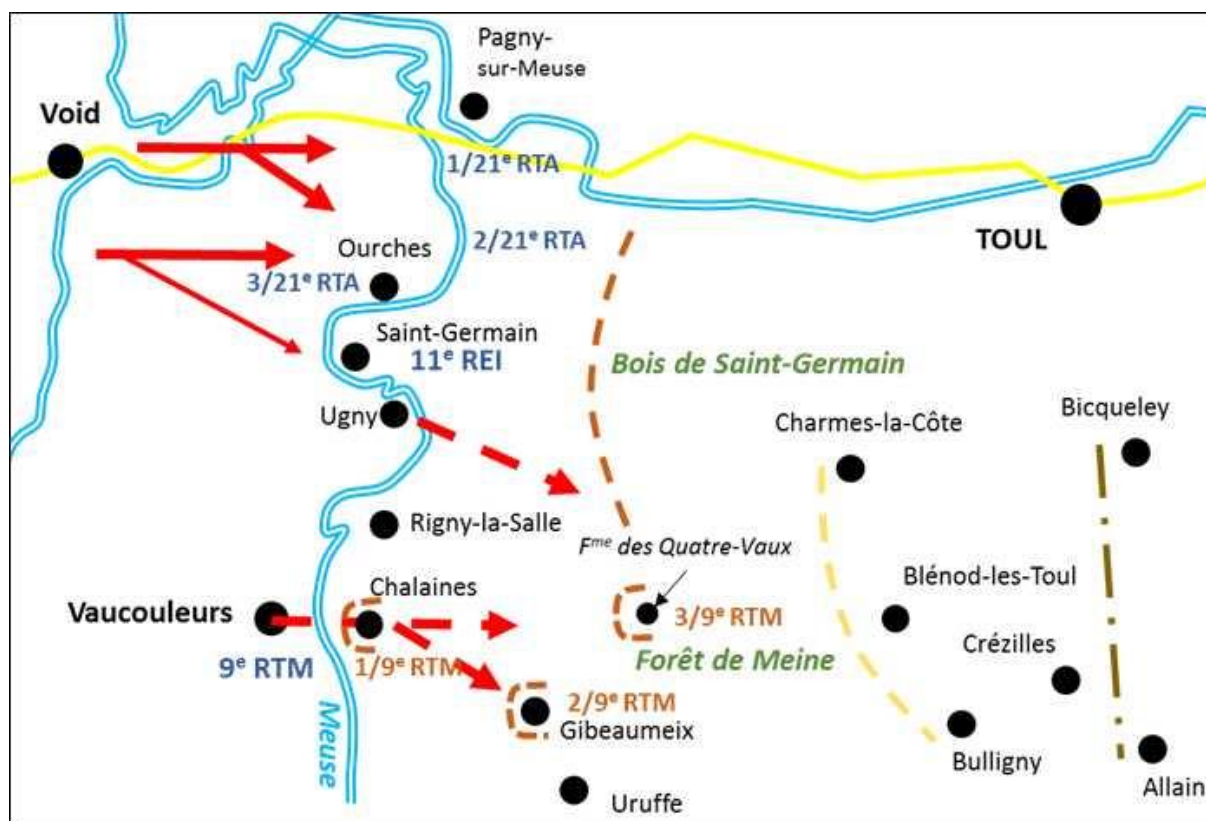 Pagny-
sur-Meuse
Void
1/21e RTA
TOUL
2/21e RTA
Ourches
3/21e RTA
Saint-Germain
11e REI
Bois de Saint-Germain
Ugny
Charmes-la-Côte
Bicqueley
Rigny-la-Salle
Fme des Quatre-Vaux
Chalaines
Blénod-les-Toul
Vaucouleurs
3/9e RTM
Crézilles
9e RTM
1/9e RTM
Forêt de Meine
2/9e RTM
Gibeaumeix
Meuse
Bulligny
Allain
Uruffe